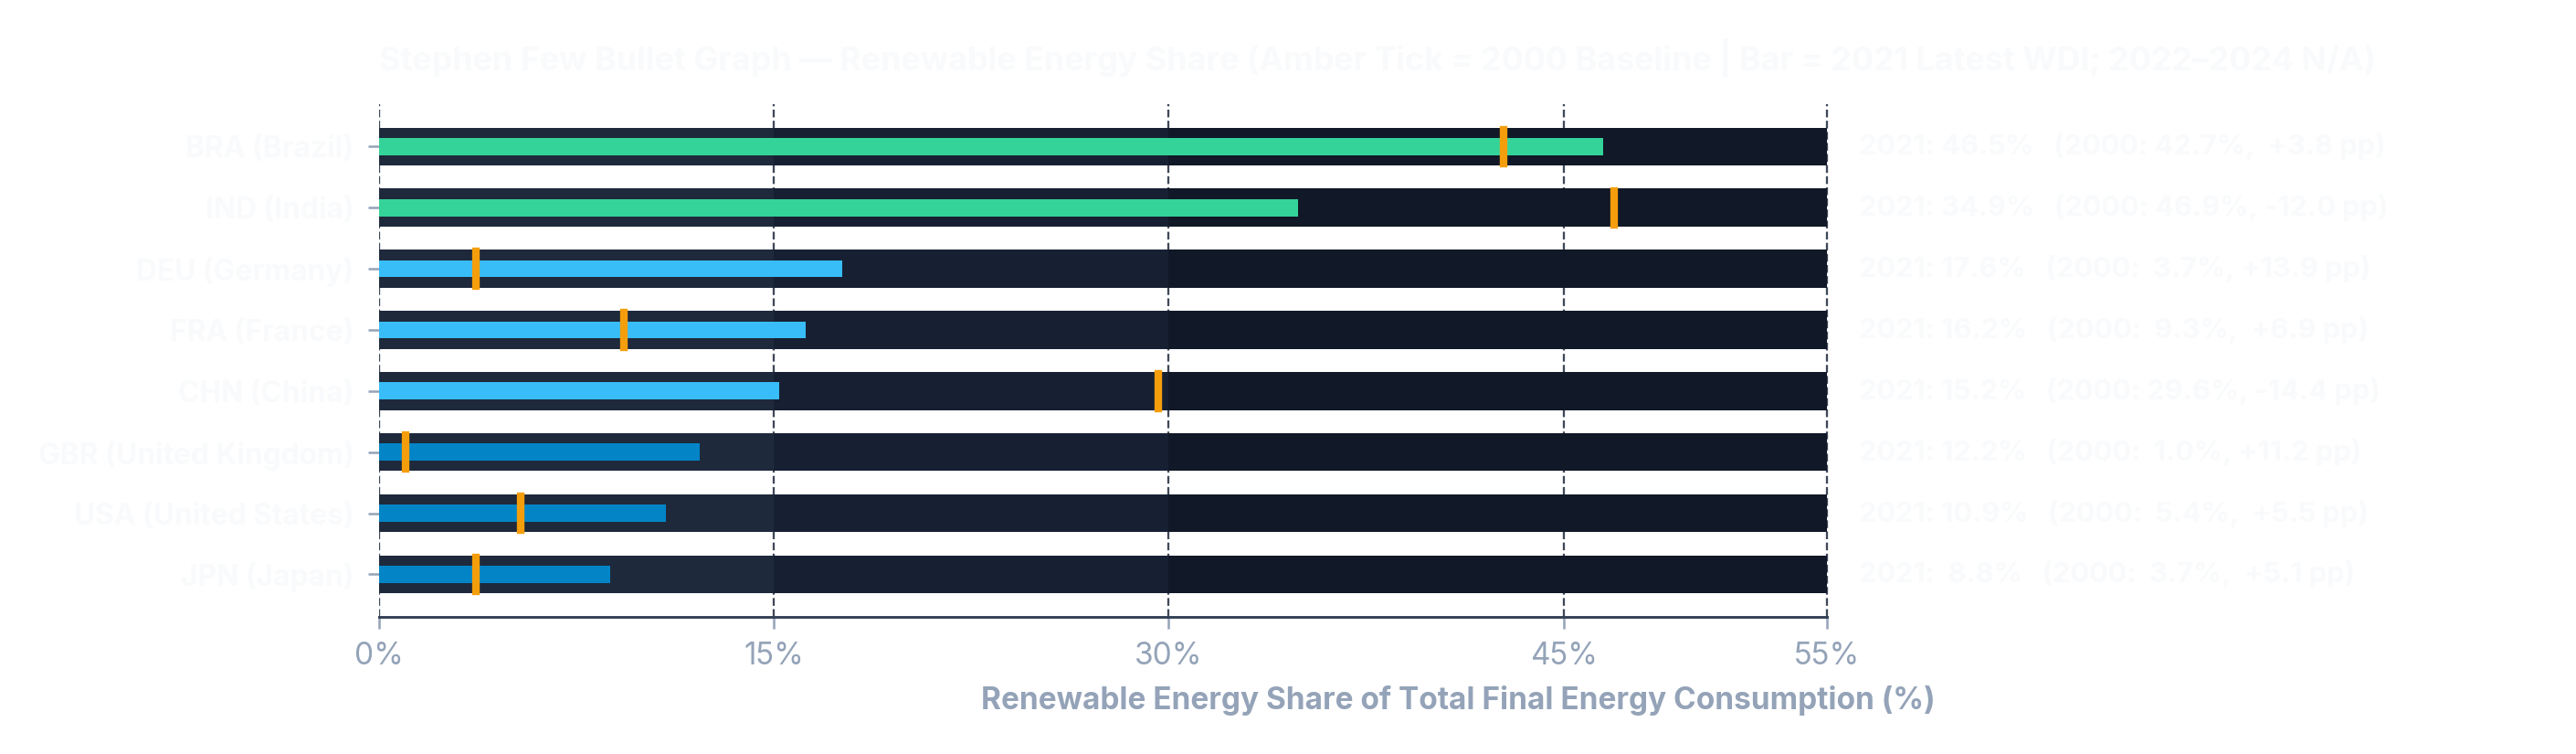 Stephen Few Bullet Graph — Renewable Energy Share (Amber Tick = 2000 Baseline | Bar = 2021 Latest WDI; 2022–2024 N/A)
BRA (Brazil) 2021: 46.5% (2000: 42.7%, +3.8 pp)
IND (India) 2021: 34.9% (2000: 46.9%, -12.0 pp)
DEU (Germany) 2021: 17.6% (2000: 3.7%, +13.9 pp)
FRA (France) 2021: 16.2% (2000: 9.3%, +6.9 pp)
CHN (China) 2021: 15.2% (2000: 29.6%, -14.4 pp)
GBR (United Kingdom) 2021: 12.2% (2000: 1.0%, +11.2 pp)
USA (United States) 2021: 10.9% (2000: 5.4%, +5.5 pp)
JPN (Japan) 2021: 8.8% (2000: 3.7%, +5.1 pp)
0% 15% 30% 45% 55%
Renewable Energy Share of Total Final Energy Consumption (%)